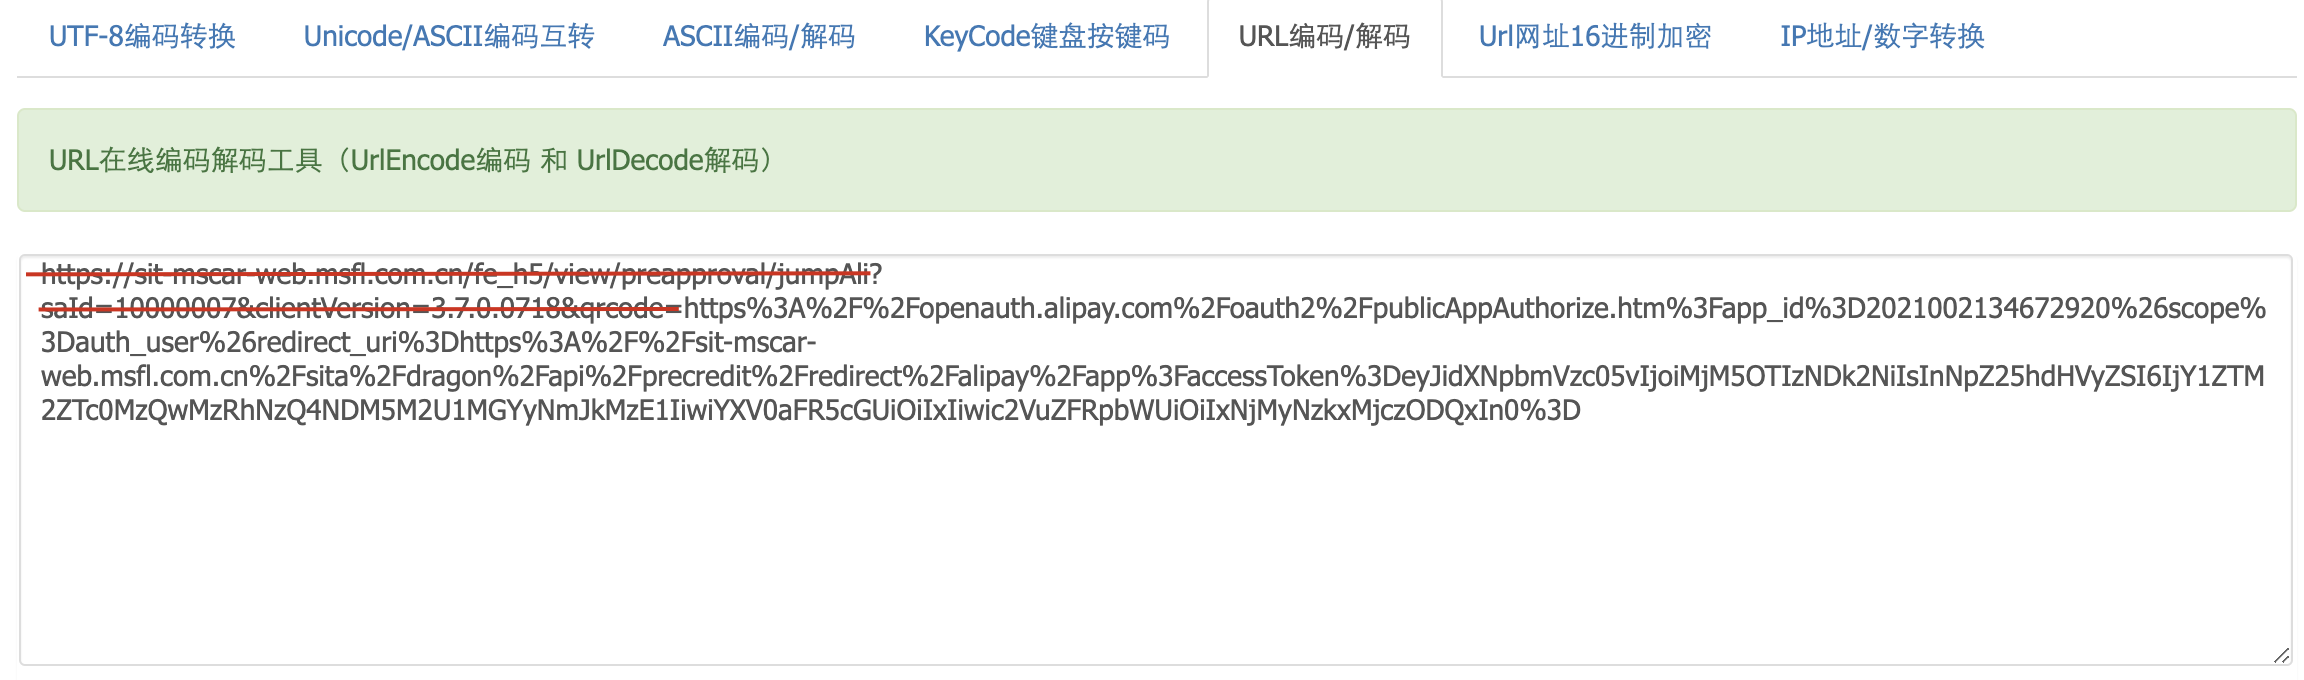 UTF-8编码转换 Unicode/ASCII编码互转 ASCII编码/解码 KeyCode键盘按键码 URL编码/解码 Url网址16进制加密 IP地址/数字转换
URL在线编码解码工具（UrlEncode编码 和 UrlDecode解码）
https://sit-mscar-web.msfl.com.cn/fe_h5/view/preapproval/jumpAli?
saId=10000007&clientVersion=3.7.0.0718&qrcode=https%3A%2F%2Fopenauth.alipay.com%2Foauth2%2FpublicAppAuthorize.htm%3Fapp_id%3D2021002134672920%26scope%
3Dauth_user%26redirect_uri%3Dhttps%3A%2F%2Fsit-mscar-
web.msfl.com.cn%2Fsita%2Fdragon%2Fapi%2Fprecredit%2Fredirect%2Falipay%2Fapp%3FaccessToken%3DeyJidXNpbmVzc05vIjoiMjM5OTIzNDk2NiIsInNpZ25hdHVyZSI6IjY1ZTM
2ZTc0MzQwMzRhNzQ4NDM5M2U1MGYyNmJkMzE1IiwiYXV0aFR5cGUiOiIxIiwic2VuZFRpbWUiOiIxNjMyNzkxMjczODQxIn0%3D